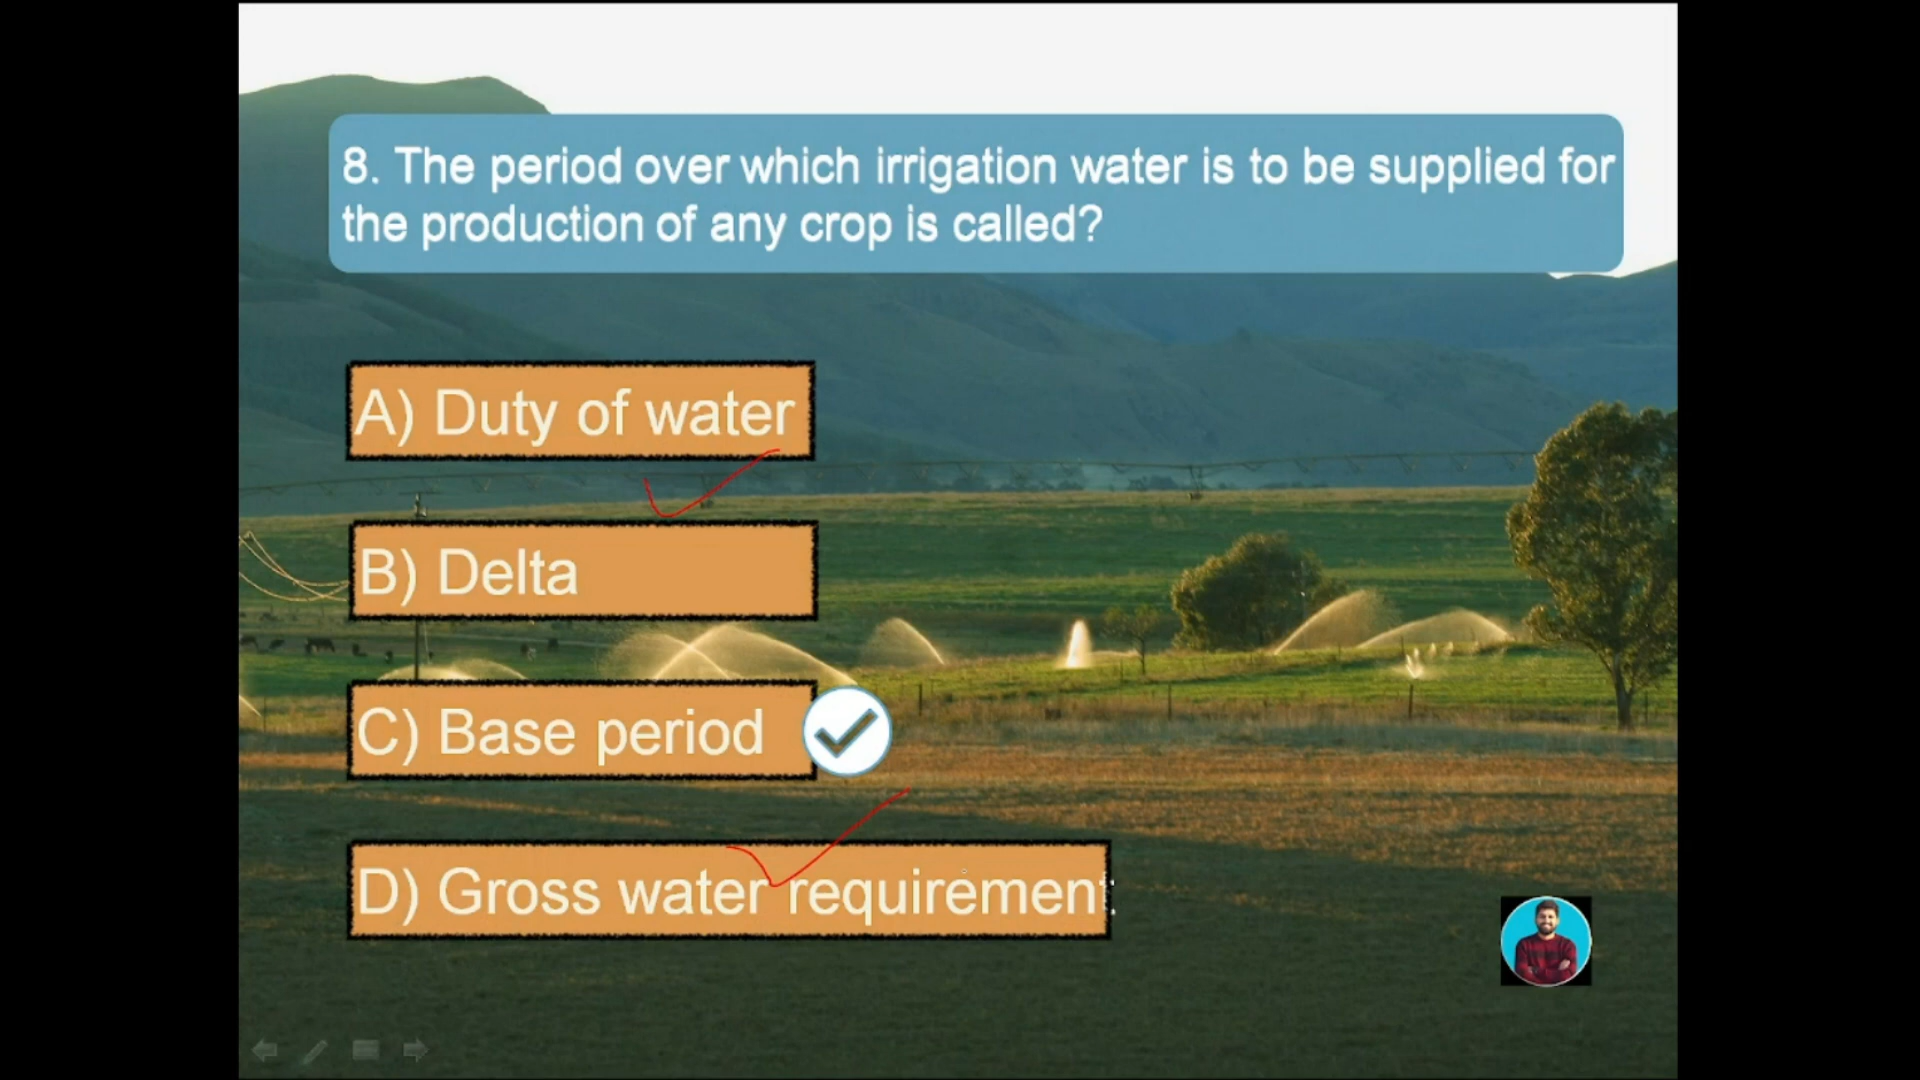 8. The period over which irrigation water is to be supplied for
the production of any crop is called?
A) Duty of water
B) Delta
C) Base period
D) Gross water requirement